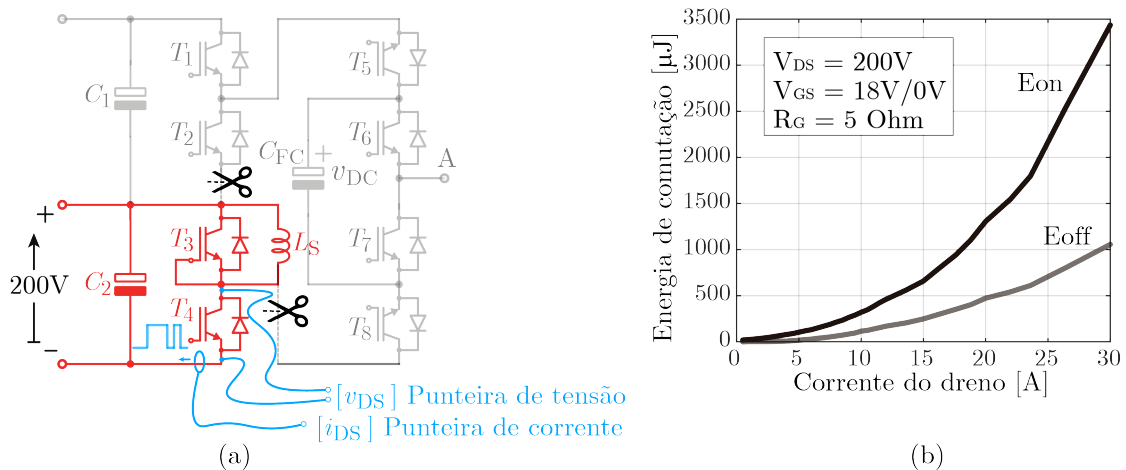 T1
T5
C1
T2
T6
CFC
+
vDC
A
+
T3
LS
T7
200V
C2
T4
T8
−
[vDS] Punteira de tensão
[iDS] Punteira de corrente
(a)
Energia de comutação [µJ]
3500
3000
2500
2000
1500
1000
500
0
0
5
10
15
20
25
30
VDS = 200V
VGS = 18V/0V
RG = 5 Ohm
Eon
Eoff
Corrente do dreno [A]
(b)